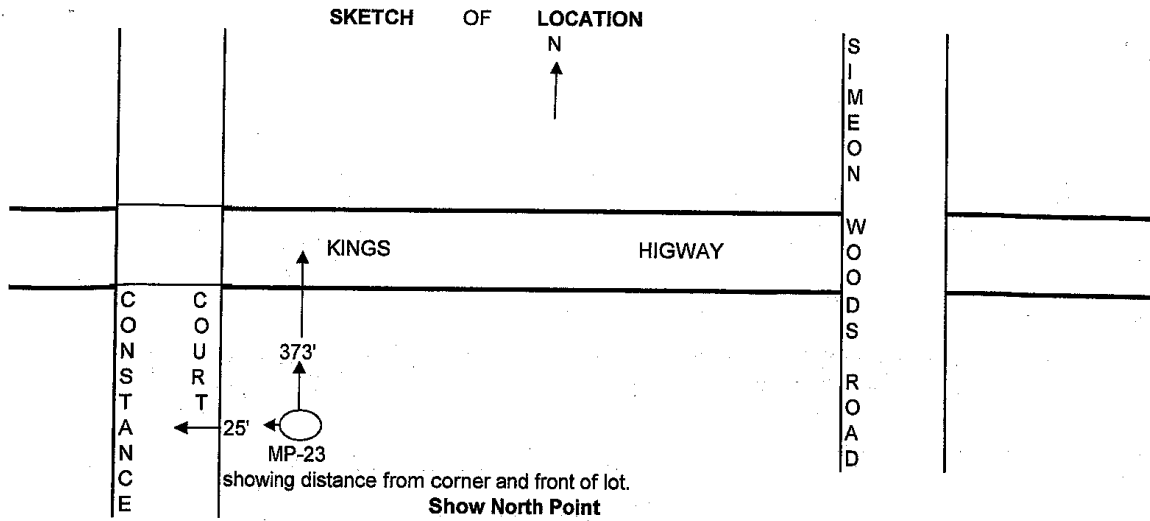 SKETCH OF LOCATION
N
SIMEON WOODS ROAD
KINGS HIGWAY
CONSTANCE
COURT
373'
25'
MP-23
showing distance from corner and front of lot.
Show North Point